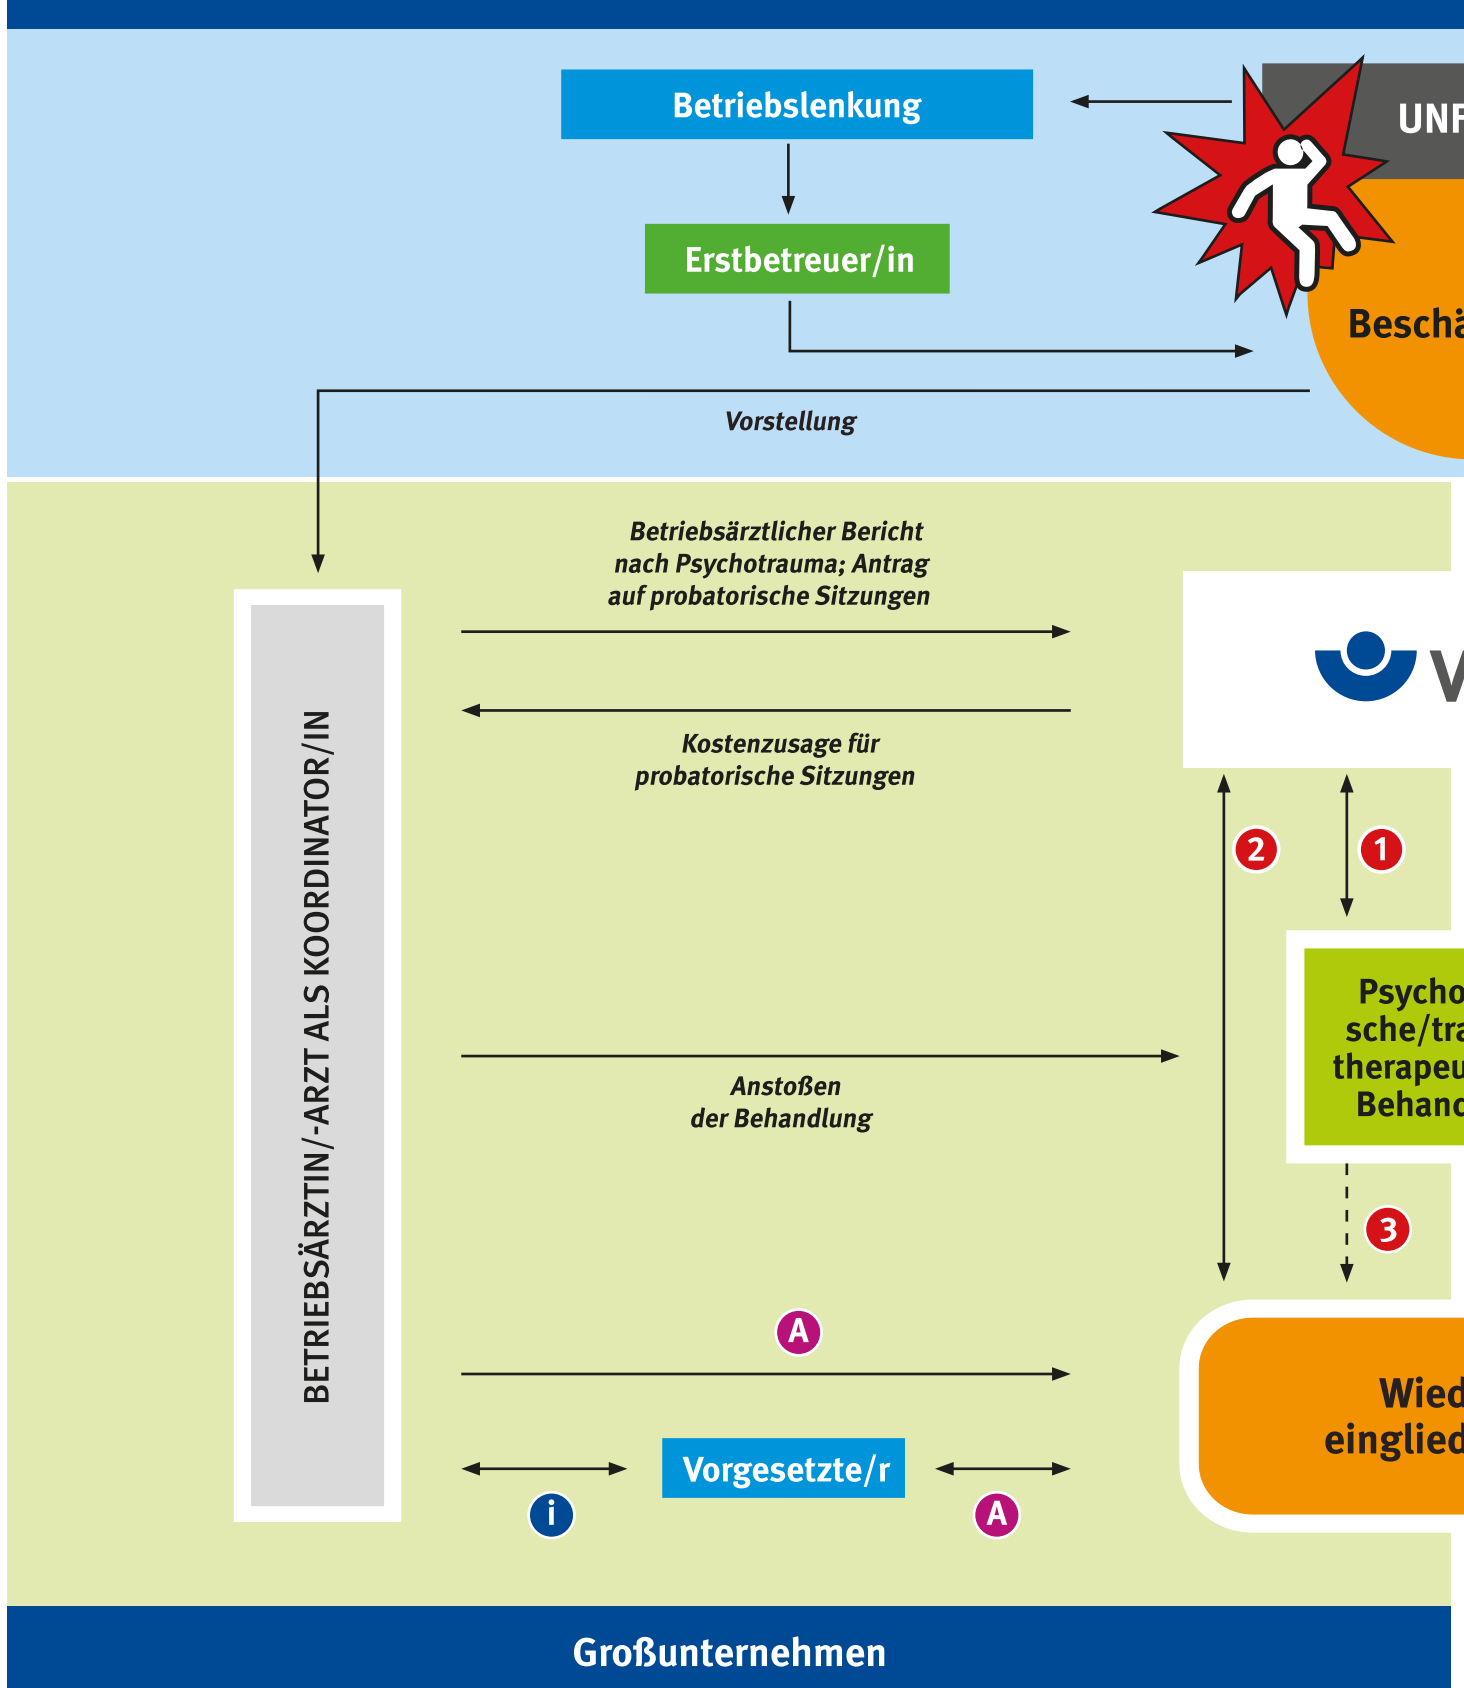 Betriebslenkung
UNF
Erstbetreuer/in
Beschä
Vorstellung
Betriebsärztlicher Bericht
nach Psychotrauma; Antrag
auf probatorische Sitzungen
V
Kostenzusage für
probatorische Sitzungen
2
1
BETRIEBSÄRZTIN/-ARZT ALS KOORDINATOR/IN
Psycho
sche/tra
therapeu
Behand
Anstoßen
der Behandlung
3
A
Wied
einglied
Vorgesetzte/r
i
A
Großunternehmen